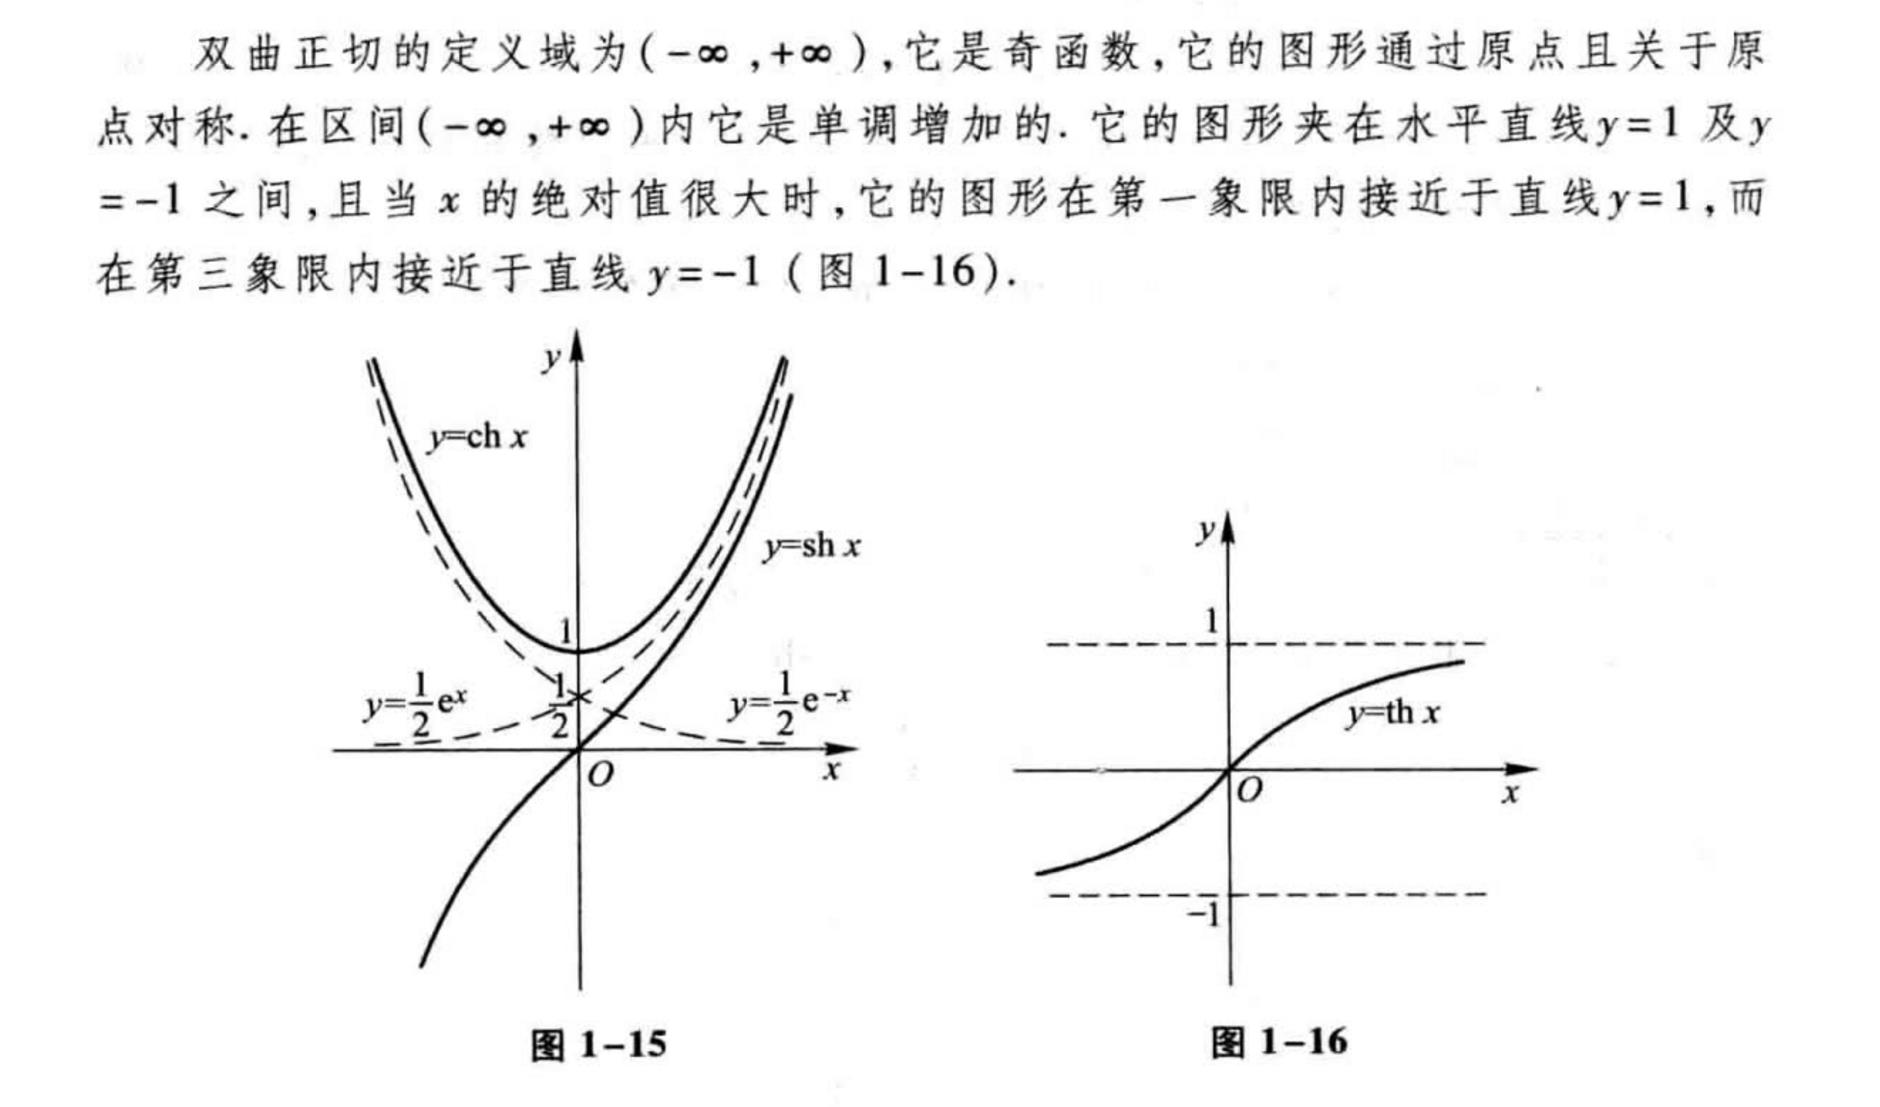 双曲正切的定义域为(-∞,+∞),它是奇函数,它的图形通过原点且关于原
点对称.在区间(-∞,+∞)内它是单调增加的.它的图形夹在水平直线y=1及y
=-1之间,且当x的绝对值很大时,它的图形在第一象限内接近于直线y=1,而
在第三象限内接近于直线y=-1(图1-16).
y
y=ch x
y=sh x
1
y=1/2 e^x
1/2
y=1/2 e^-x
O
x
图 1-15
y
1
y=th x
O
x
-1
图 1-16